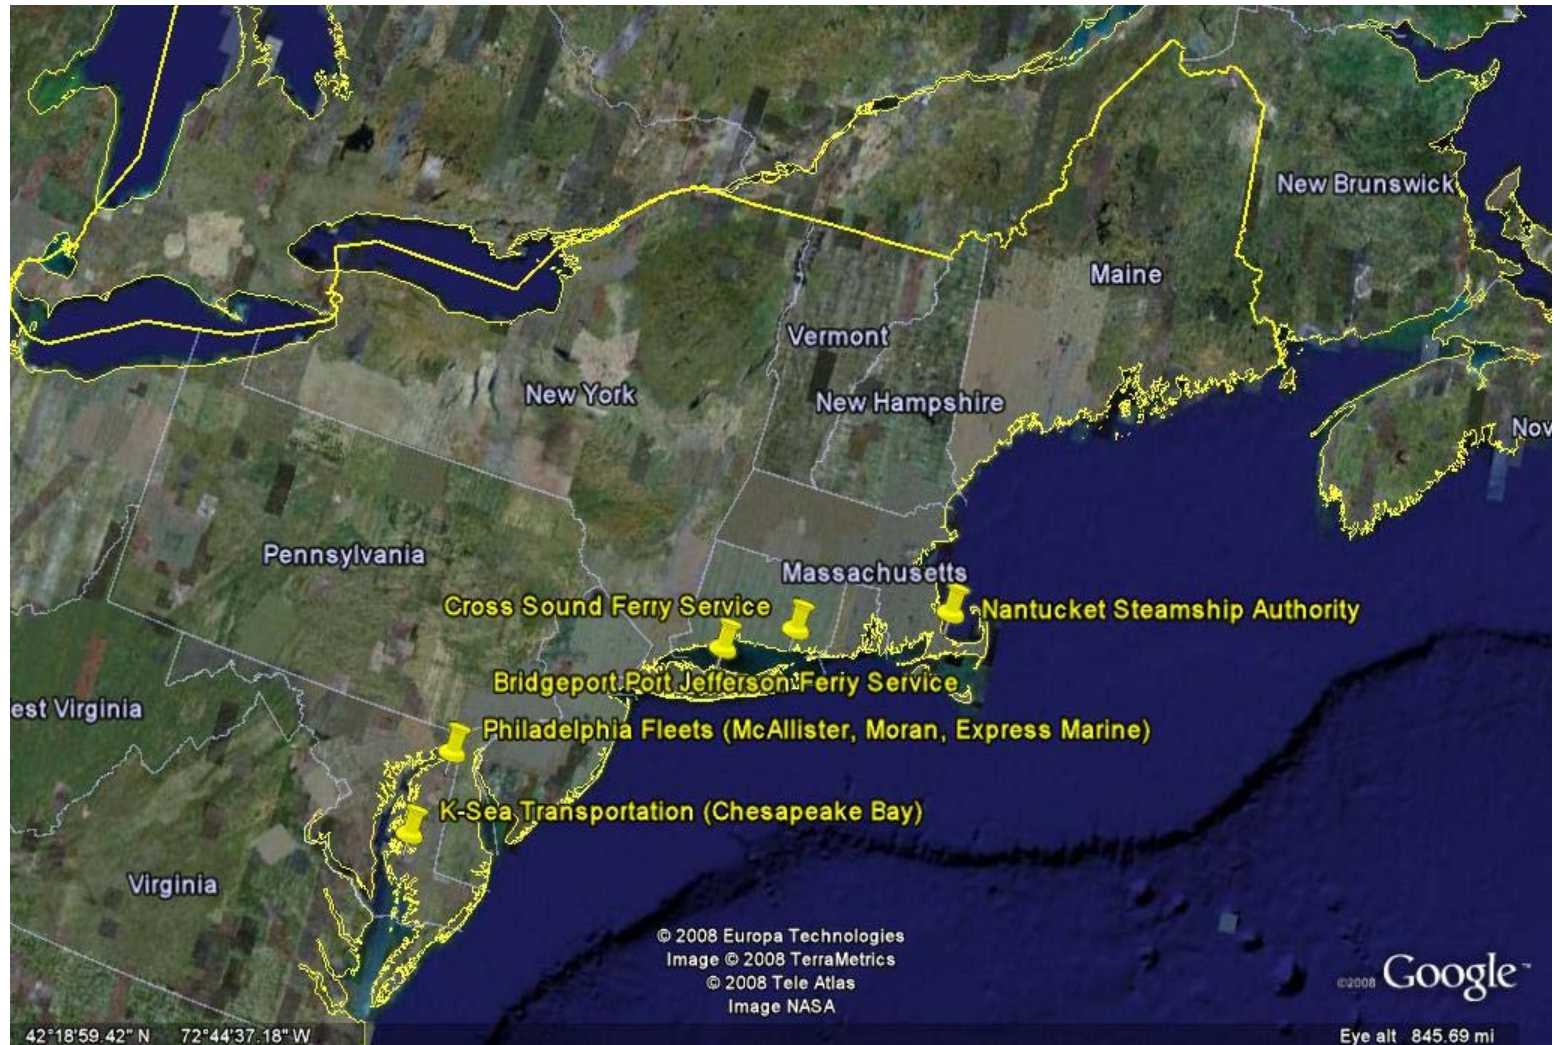 New Brunswick
Maine
Vermont
New York
New Hampshire
Nov
Pennsylvania
Massachusetts
Cross Sound Ferry Service
Nantucket Steamship Authority
Bridgeport Port Jefferson Ferry Service
est Virginia
Philadelphia Fleets (McAllister, Moran, Express Marine)
K-Sea Transportation (Chesapeake Bay)
Virginia
© 2008 Europa Technologies
Image © 2008 TerraMetrics
© 2008 Tele Atlas
Image NASA
©2008 Google™
42°18'59.42" N 72°44'37.18" W
Eye alt 845.69 mi